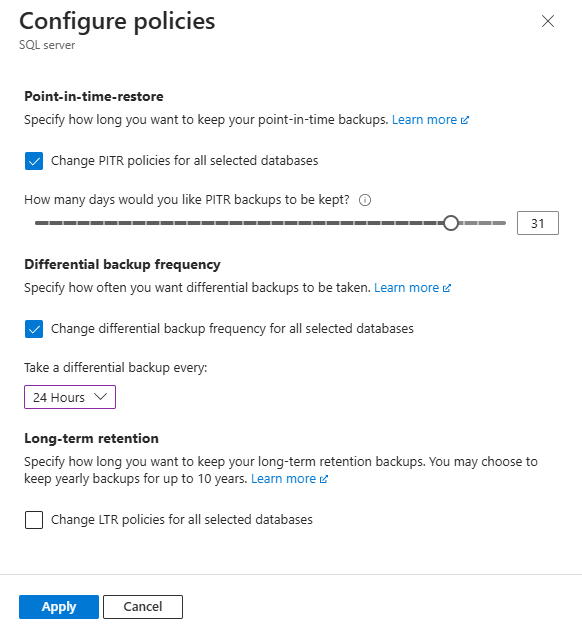 Configure policies
SQL server
Point-in-time-restore
Specify how long you want to keep your point-in-time backups. Learn more
Change PITR policies for all selected databases
How many days would you like PITR backups to be kept?
31
Differential backup frequency
Specify how often you want differential backups to be taken. Learn more
Change differential backup frequency for all selected databases
Take a differential backup every:
24 Hours
Long-term retention
Specify how long you want to keep your long-term retention backups. You may choose to
keep yearly backups for up to 10 years. Learn more
Change LTR policies for all selected databases
Apply Cancel